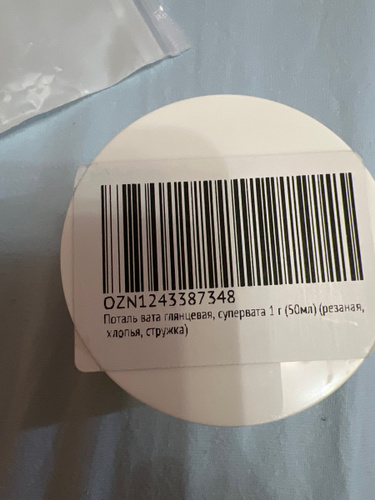 OZN1243387348
Поталь вата глянцевая, супервата 1 г (50мл) (резаная,
хлопья, стружка)